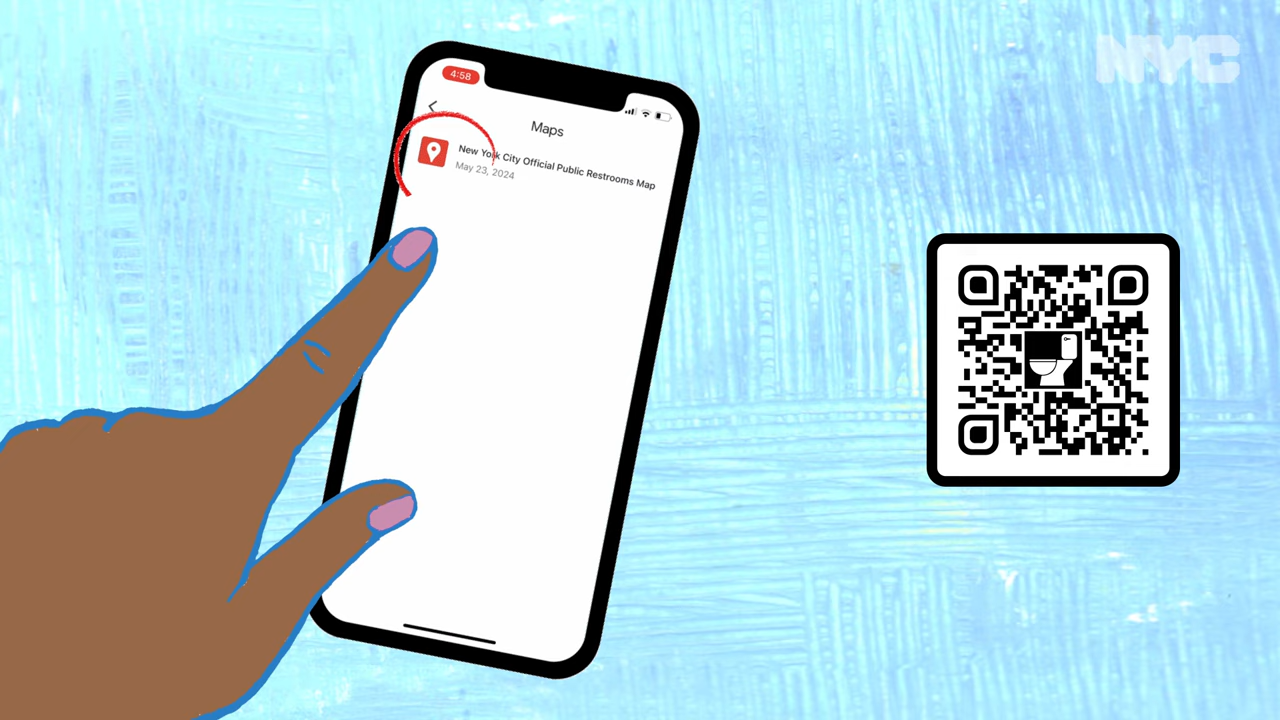 NYC
4:58
Maps
New York City Official Public Restrooms Map
May 23, 2024